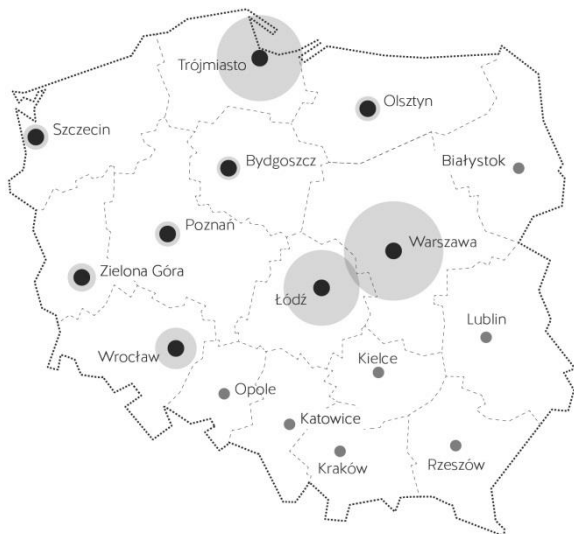 Trójmiasto
Olsztyn
Szczecin
Bydgoszcz
Białystok
Poznań
Warszawa
Zielona Góra
Łódź
Lublin
Wrocław
Kielce
Opole
Katowice
Kraków
Rzeszów